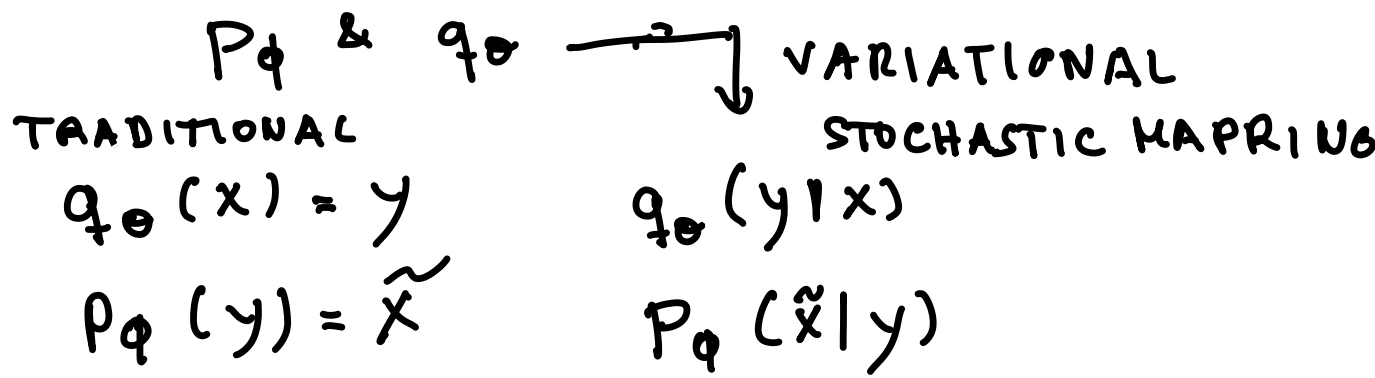 Pφ & qθ → VARIATIONAL
TRADITIONAL STOCHASTIC MAPPING
qθ(x) = y qθ(y|x)
Pφ(y) = x̃ Pφ(x̃|y)